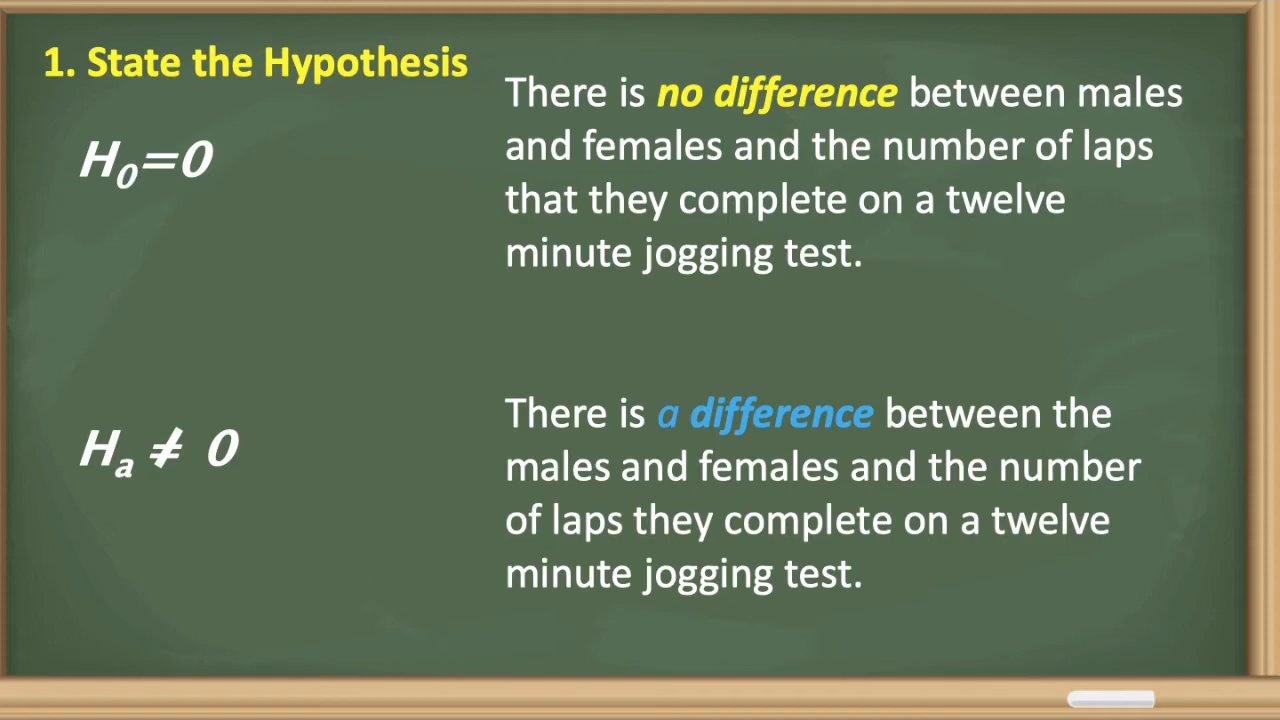 1. State the Hypothesis
H₀=0
There is no difference between males
and females and the number of laps
that they complete on a twelve
minute jogging test.
Hₐ ≠ 0
There is a difference between the
males and females and the number
of laps they complete on a twelve
minute jogging test.